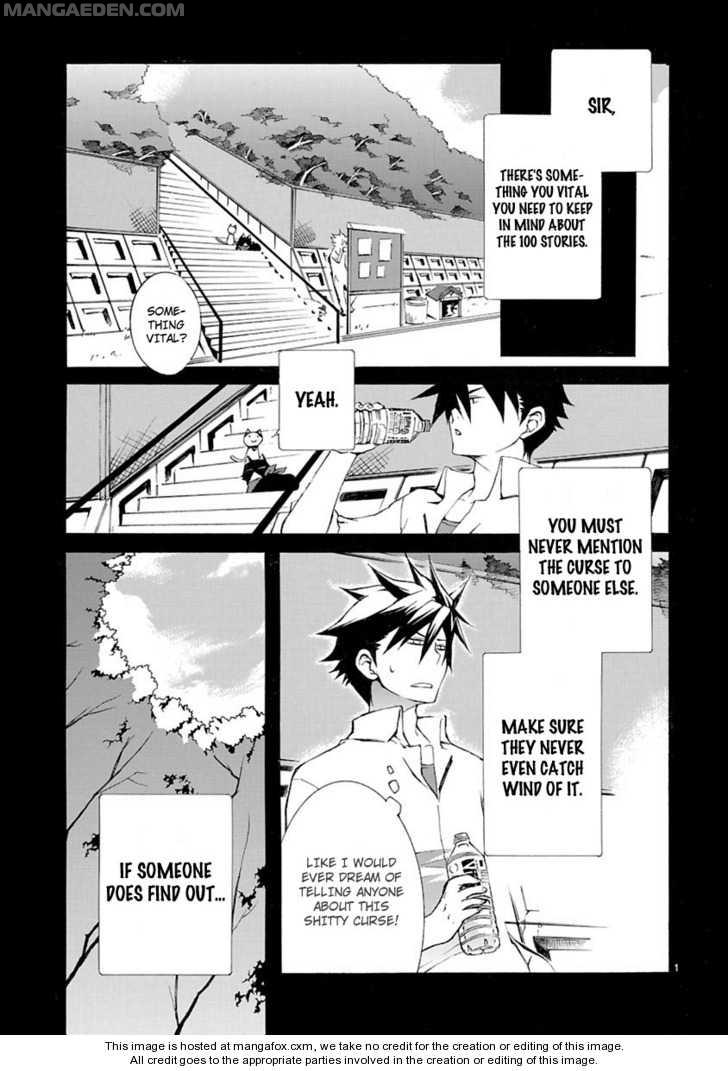 MANGAEDEN.COM
SIR,
THERE'S SOME-
THING YOU VITAL
YOU NEED TO KEEP
IN MIND ABOUT
THE 100 STORIES.
SOME-
THING
VITAL?
YEAH.
YOU MUST
NEVER MENTION
THE CURSE TO
SOMEONE ELSE.
MAKE SURE
THEY NEVER
EVEN CATCH
WIND OF IT.
LIKE I WOULD
EVER DREAM OF
TELLING ANYONE
ABOUT THIS
SHITTY CURSE!
IF SOMEONE
DOES FIND OUT...
1
This image is hosted at mangafox.cxm, we take no credit for the creation or editing of this image.
All credit goes to the appropriate parties involved in the creation or editing of this image.